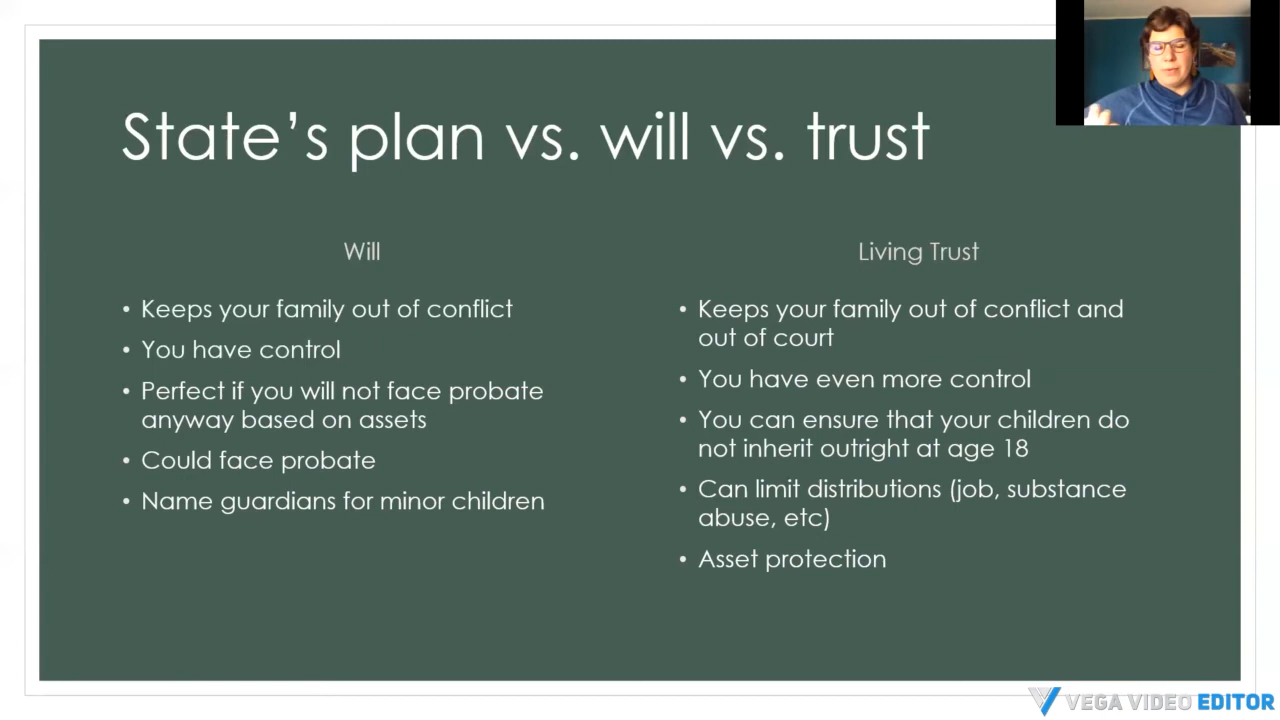 State's plan vs. will vs. trust
Will
• Keeps your family out of conflict
• You have control
• Perfect if you will not face probate
anyway based on assets
• Could face probate
• Name guardians for minor children
Living Trust
• Keeps your family out of conflict and
out of court
• You have even more control
• You can ensure that your children do
not inherit outright at age 18
• Can limit distributions (job, substance
abuse, etc)
• Asset protection
VEGA VIDEO EDITOR